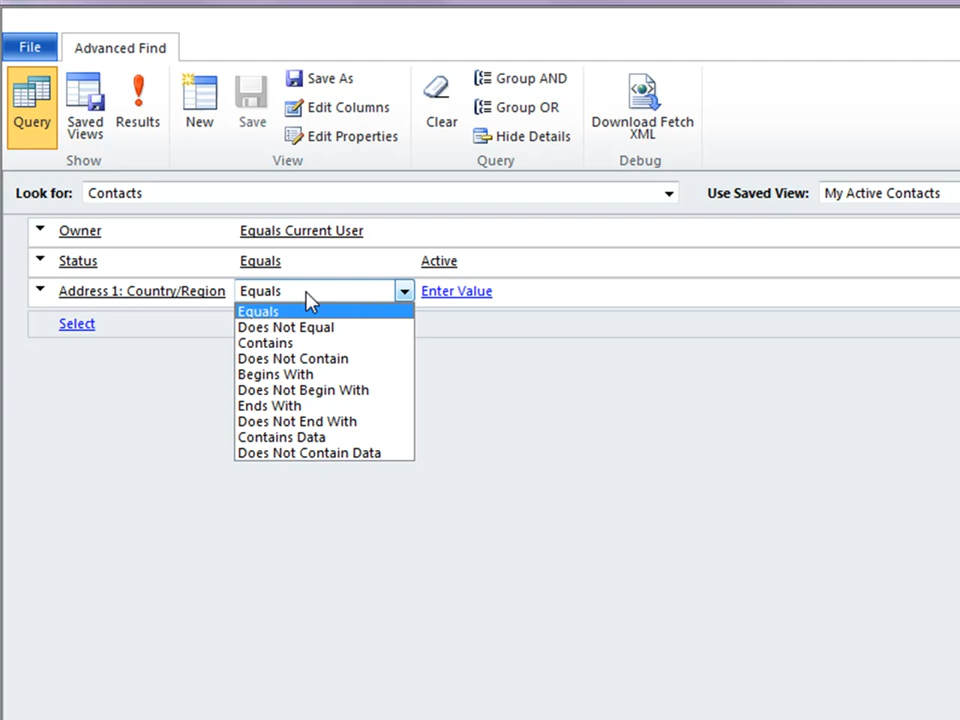 File
Advanced Find
Query
Saved Views
Results
New
Save
Save As
Edit Columns
Edit Properties
Clear
Group AND
Group OR
Hide Details
Download Fetch XML
Show
View
Query
Debug
Look for: Contacts
Use Saved View: My Active Contacts
Owner
Equals Current User
Status
Equals
Active
Address 1: Country/Region
Equals
Enter Value
Equals
Does Not Equal
Contains
Does Not Contain
Begins With
Does Not Begin With
Ends With
Does Not End With
Contains Data
Does Not Contain Data
Select